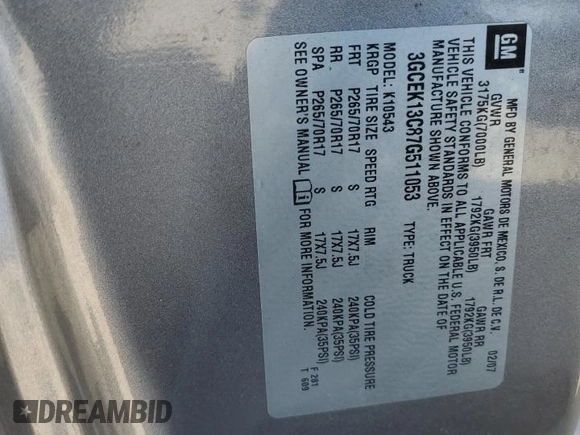 GM
®
MFD BY GENERAL MOTORS DE MEXICO, S. DE R.L. DE C.V. 02/07
GVWR GAWR FRT GAWR RR
3175KG(7000LB) 1792KG(3950LB) 1792KG(3950LB)
THIS VEHICLE CONFORMS TO ALL APPLICABLE U.S. FEDERAL MOTOR
VEHICLE SAFETY STANDARDS IN EFFECT ON THE DATE OF
MANUFACTURE SHOWN ABOVE.
3GCEK13C87G511053 TYPE: TRUCK
MODEL: K10543
KRGP TIRE SIZE SPEED RTG RIM COLD TIRE PRESSURE
FRT P265/70R17 S 17X7.5J 240KPA(35PSI)
RR P265/70R17 S 17X7.5J 240KPA(35PSI)
SPA P265/70R17 S 17X7.5J 240KPA(35PSI)
SEE OWNER'S MANUAL FOR MORE INFORMATION.
F 281
T 609
DREAMBID